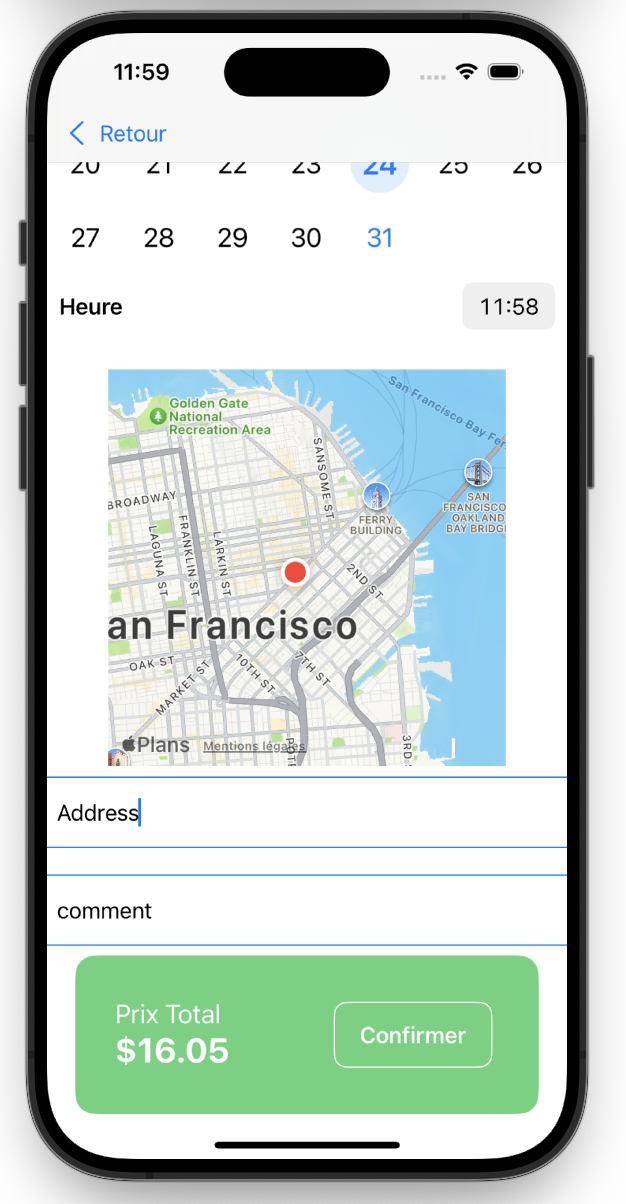 11:59
Retour
20 21 22 23 24 25 26
27 28 29 30 31
Heure
11:58
Golden Gate
National
Recreation Area
San Francisco Bay Fer
SANSOME ST
BROADWAY
FRANKLIN ST
LAGUNA ST
LARKIN ST
FERRY
BUILDING
SAN
FRANCISCO
OAKLAND
BAY BRIDG
2ND ST
an Francisco
OAK ST
MARKET ST
10TH ST
7TH ST
3RD S
POT
Plans
Mentions légales
Address
comment
Prix Total
$16.05
Confirmer